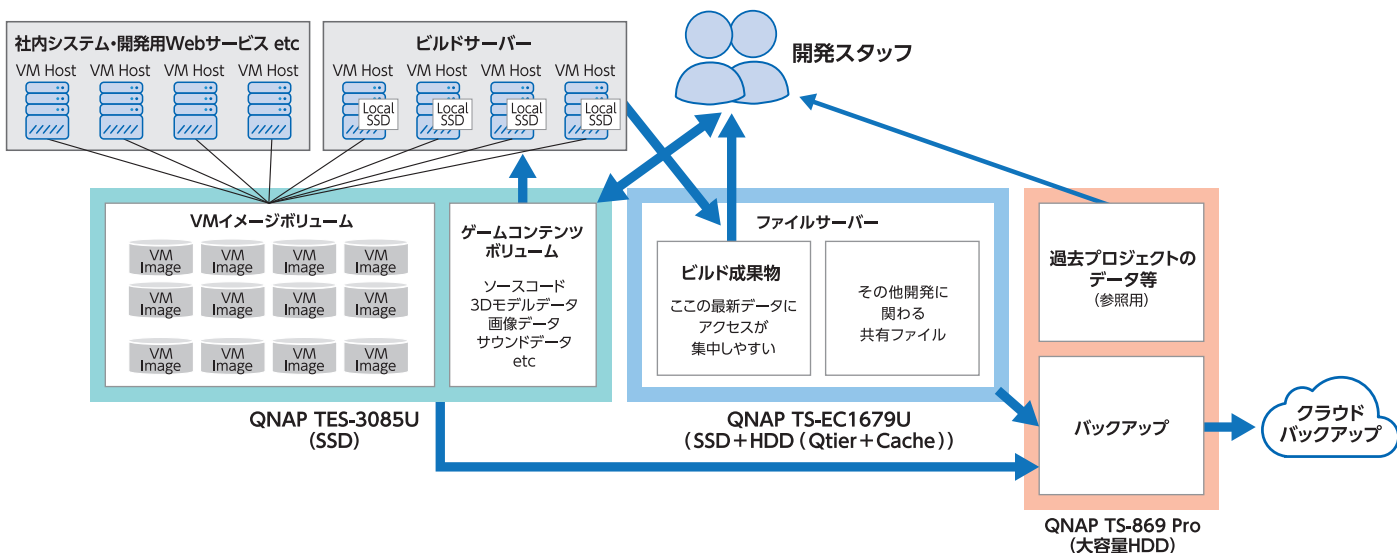 社内システム・開発用Webサービス etc
VM Host VM Host VM Host VM Host
ビルドサーバー
VM Host VM Host VM Host VM Host
Local
SSD
Local
SSD
Local
SSD
Local
SSD
開発スタッフ
VMイメージボリューム
VM
Image
VM
Image
VM
Image
VM
Image
VM
Image
VM
Image
VM
Image
VM
Image
VM
Image
VM
Image
VM
Image
VM
Image
ゲームコンテンツ
ボリューム
ソースコード
3Dモデルデータ
画像データ
サウンドデータ
etc
QNAP TES-3085U
(SSD)
ファイルサーバー
ビルド成果物
ここの最新データに
アクセスが
集中しやすい
その他開発に
関わる
共有ファイル
QNAP TS-EC1679U
(SSD+HDD(Qtier+Cache))
過去プロジェクトの
データ等
(参照用)
バックアップ
QNAP TS-869 Pro
(大容量HDD)
クラウド
バックアップ